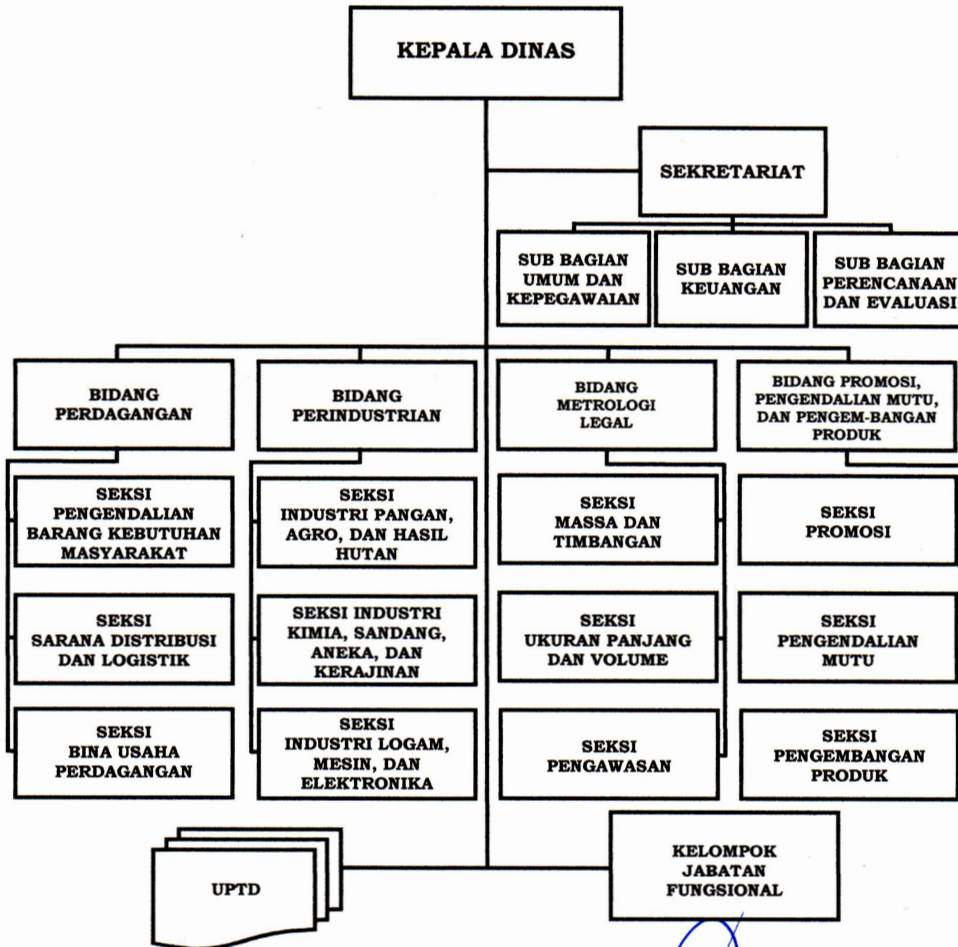 KEPALA DINAS
SEKRETARIAT
SUB BAGIAN
UMUM DAN
KEPEGAWAIAN
SUB BAGIAN
KEUANGAN
SUB BAGIAN
PERENCANAAN
DAN EVALUASI
BIDANG
PERDAGANGAN
BIDANG
PERINDUSTRIAN
BIDANG
METROLOGI
LEGAL
BIDANG PROMOSI,
PENGENDALIAN MUTU,
DAN PENGEM-BANGAN
PRODUK
SEKSI
PENGENDALIAN
BARANG KEBUTUHAN
MASYARAKAT
SEKSI
INDUSTRI PANGAN,
AGRO, DAN HASIL
HUTAN
SEKSI
MASSA DAN
TIMBANGAN
SEKSI
PROMOSI
SEKSI
SARANA DISTRIBUSI
DAN LOGISTIK
SEKSI INDUSTRI
KIMIA, SANDANG,
ANEKA, DAN
KERAJINAN
SEKSI
UKURAN PANJANG
DAN VOLUME
SEKSI
PENGENDALIAN
MUTU
SEKSI
BINA USAHA
PERDAGANGAN
SEKSI
INDUSTRI LOGAM,
MESIN, DAN
ELEKTRONIKA
SEKSI
PENGAWASAN
SEKSI
PENGEMBANGAN
PRODUK
UPTD
KELOMPOK
JABATAN
FUNGSIONAL